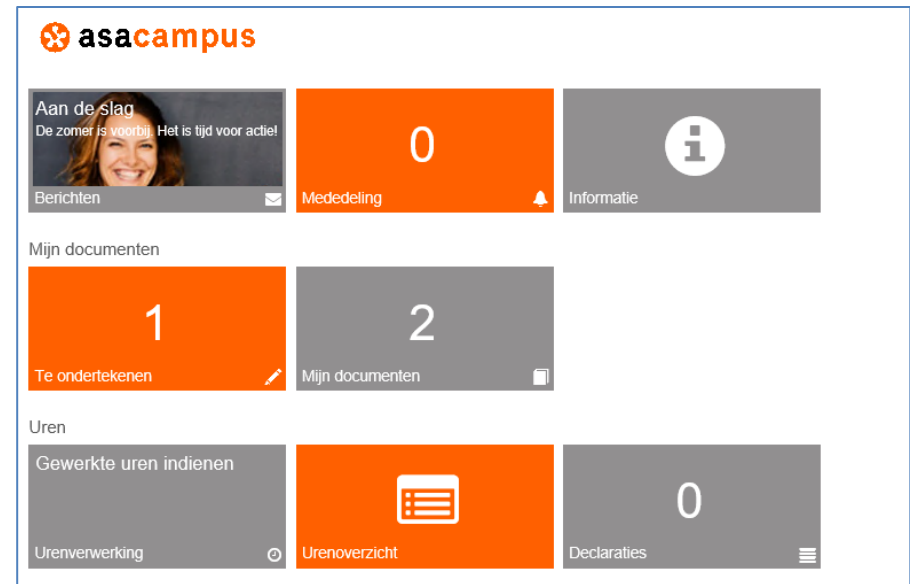 asacampus
Aan de slag
De zomer is voorbij. Het is tijd voor actie!
Berichten
0
Mededeling
Informatie
Mijn documenten
1
Te ondertekenen
2
Mijn documenten
Uren
Gewerkte uren indienen
Urenverwerking
Urenoverzicht
0
Declaraties